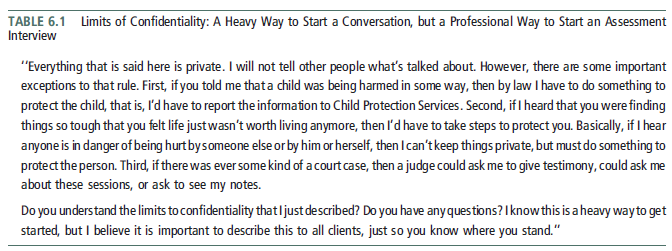 TABLE 6.1 Limits of Confidentiality: A Heavy Way to Start a Conversation, but a Professional Way to Start an Assessment
Interview
‘‘Everything that is said here is private. I will not tell other people what’s talked about. However, there are some important
exceptions to that rule. First, if you told me that a child was being harmed in some way, then by law I have to do something to
protect the child, that is, I’d have to report the information to Child Protection Services. Second, if I heard that you were finding
things so tough that you felt life just wasn’t worth living anymore, then I’d have to take steps to protect you. Basically, if I hear
anyone is in danger of being hurt by someone else or by him or herself, then I can’t keep things private, but must do something to
protect the person. Third, if there was ever some kind of a court case, then a judge could ask me to give testimony, could ask me
about these sessions, or ask to see my notes.
Do you understand the limits to confidentiality that I just described? Do you have any questions? I know this is a heavy way to get
started, but I believe it is important to describe this to all clients, just so you know where you stand.’’